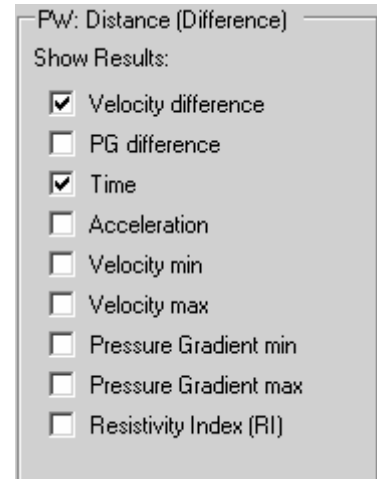 PW: Distance (Difference)
Show Results:
Velocity difference
PG difference
Time
Acceleration
Velocity min
Velocity max
Pressure Gradient min
Pressure Gradient max
Resistivity Index (RI)